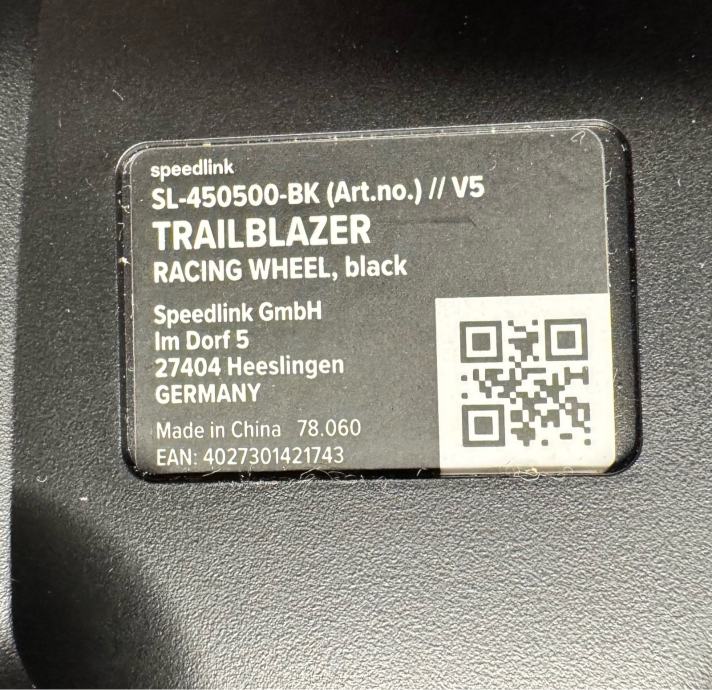 speedlink
SL-450500-BK (Art.no.) // V5
TRAILBLAZER
RACING WHEEL, black
Speedlink GmbH
Im Dorf 5
27404 Heeslingen
GERMANY
Made in China 78.060
EAN: 4027301421743